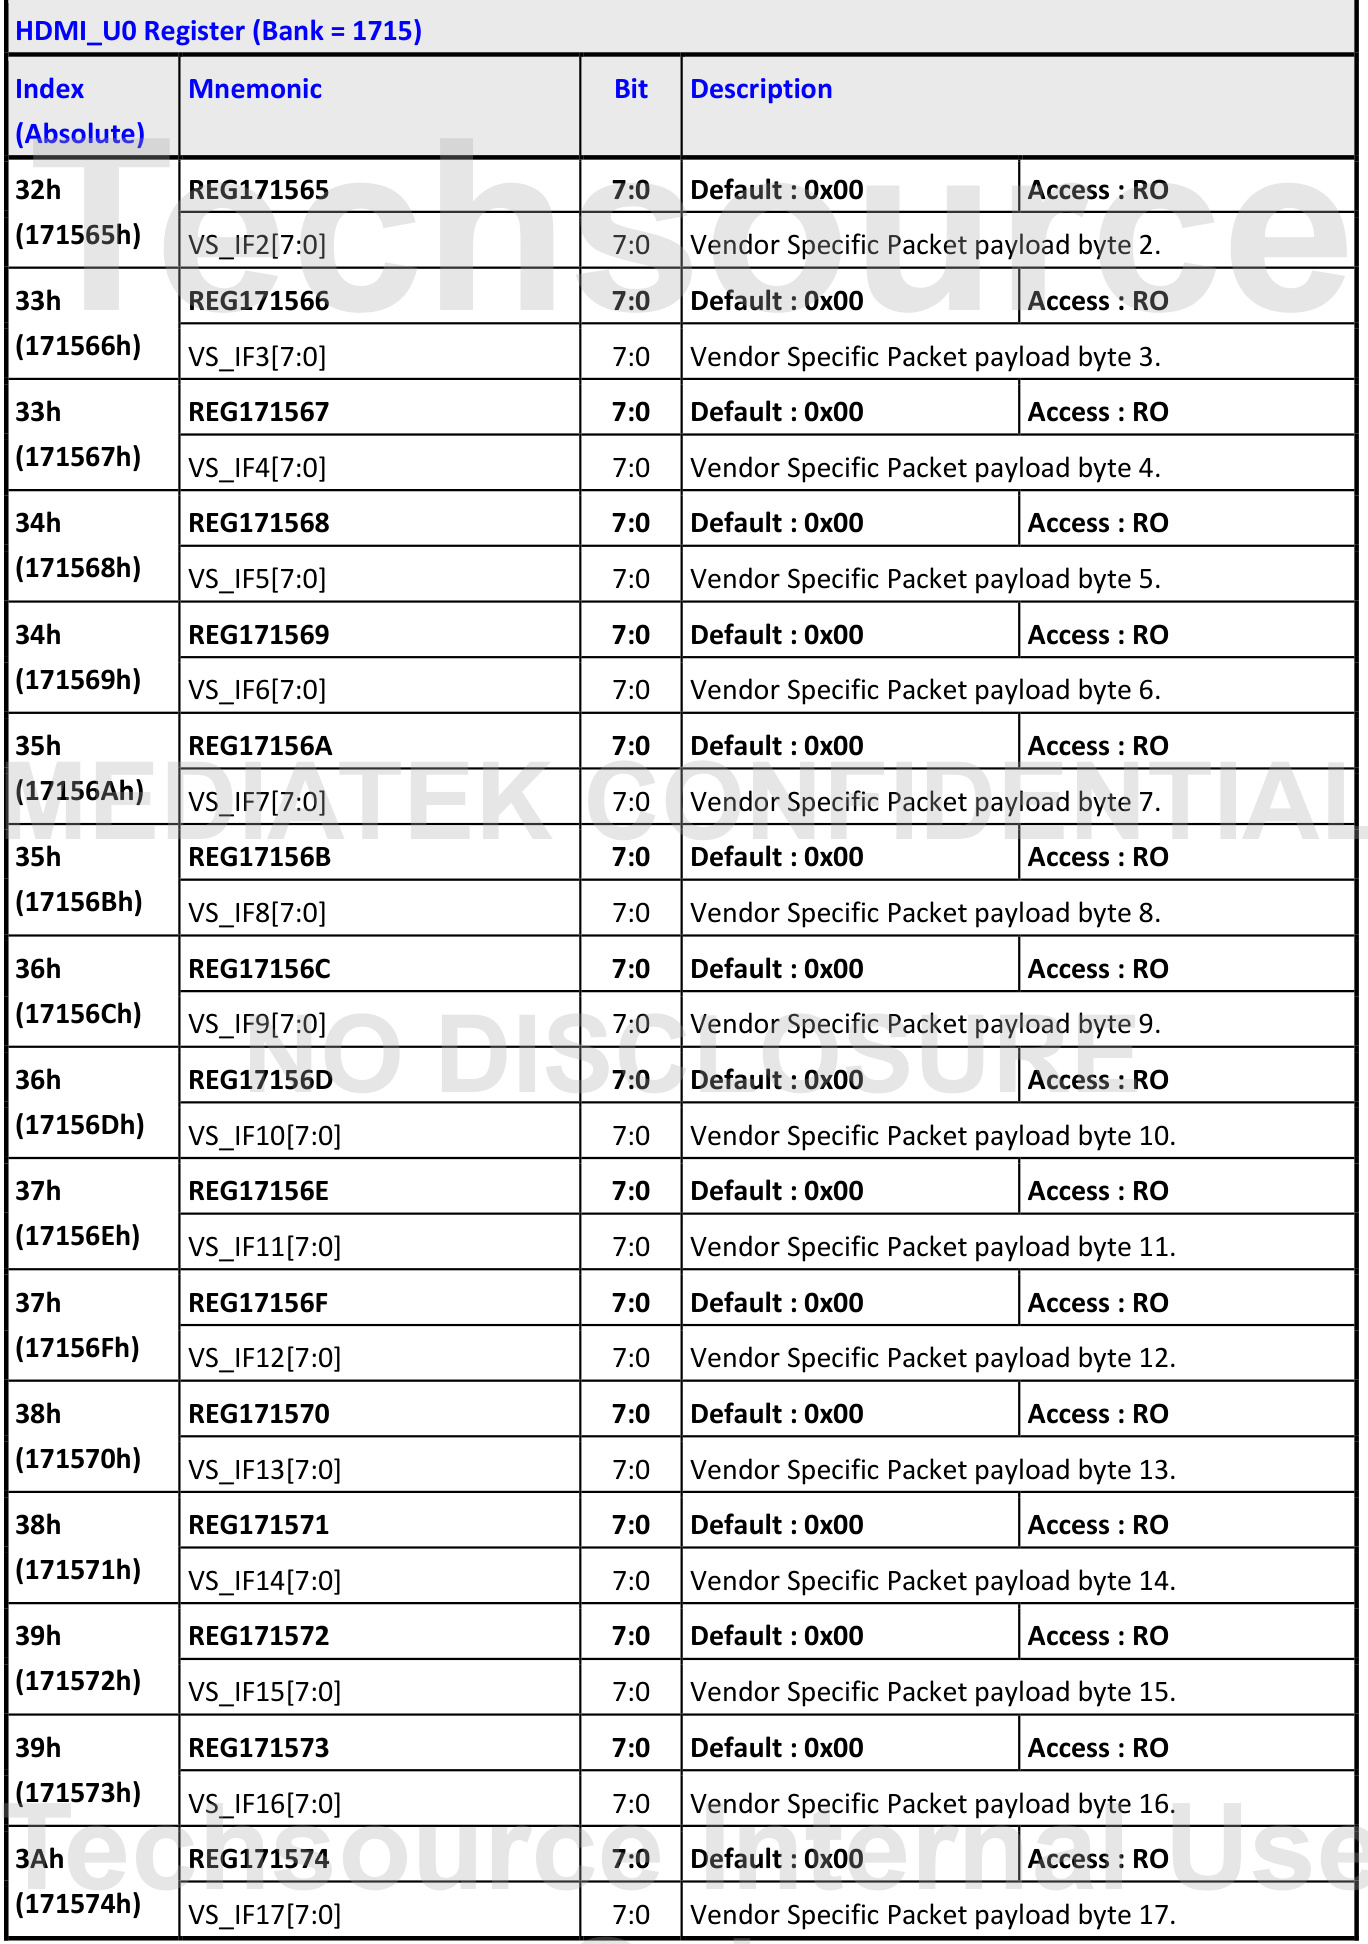 HDMI_U0 Register (Bank = 1715)
Index (Absolute) Mnemonic Bit Description
32h (171565h) REG171565 7:0 Default : 0x00 Access : RO
VS_IF2[7:0] 7:0 Vendor Specific Packet payload byte 2.
33h (171566h) REG171566 7:0 Default : 0x00 Access : RO
VS_IF3[7:0] 7:0 Vendor Specific Packet payload byte 3.
33h (171567h) REG171567 7:0 Default : 0x00 Access : RO
VS_IF4[7:0] 7:0 Vendor Specific Packet payload byte 4.
34h (171568h) REG171568 7:0 Default : 0x00 Access : RO
VS_IF5[7:0] 7:0 Vendor Specific Packet payload byte 5.
34h (171569h) REG171569 7:0 Default : 0x00 Access : RO
VS_IF6[7:0] 7:0 Vendor Specific Packet payload byte 6.
35h (17156Ah) REG17156A 7:0 Default : 0x00 Access : RO
VS_IF7[7:0] 7:0 Vendor Specific Packet payload byte 7.
35h (17156Bh) REG17156B 7:0 Default : 0x00 Access : RO
VS_IF8[7:0] 7:0 Vendor Specific Packet payload byte 8.
36h (17156Ch) REG17156C 7:0 Default : 0x00 Access : RO
VS_IF9[7:0] 7:0 Vendor Specific Packet payload byte 9.
36h (17156Dh) REG17156D 7:0 Default : 0x00 Access : RO
VS_IF10[7:0] 7:0 Vendor Specific Packet payload byte 10.
37h (17156Eh) REG17156E 7:0 Default : 0x00 Access : RO
VS_IF11[7:0] 7:0 Vendor Specific Packet payload byte 11.
37h (17156Fh) REG17156F 7:0 Default : 0x00 Access : RO
VS_IF12[7:0] 7:0 Vendor Specific Packet payload byte 12.
38h (171570h) REG171570 7:0 Default : 0x00 Access : RO
VS_IF13[7:0] 7:0 Vendor Specific Packet payload byte 13.
38h (171571h) REG171571 7:0 Default : 0x00 Access : RO
VS_IF14[7:0] 7:0 Vendor Specific Packet payload byte 14.
39h (171572h) REG171572 7:0 Default : 0x00 Access : RO
VS_IF15[7:0] 7:0 Vendor Specific Packet payload byte 15.
39h (171573h) REG171573 7:0 Default : 0x00 Access : RO
VS_IF16[7:0] 7:0 Vendor Specific Packet payload byte 16.
3Ah (171574h) REG171574 7:0 Default : 0x00 Access : RO
VS_IF17[7:0] 7:0 Vendor Specific Packet payload byte 17.
Techsource
MEDIATEK CONFIDENTIAL
NO DISCLOSURE
Techsource Internal Use